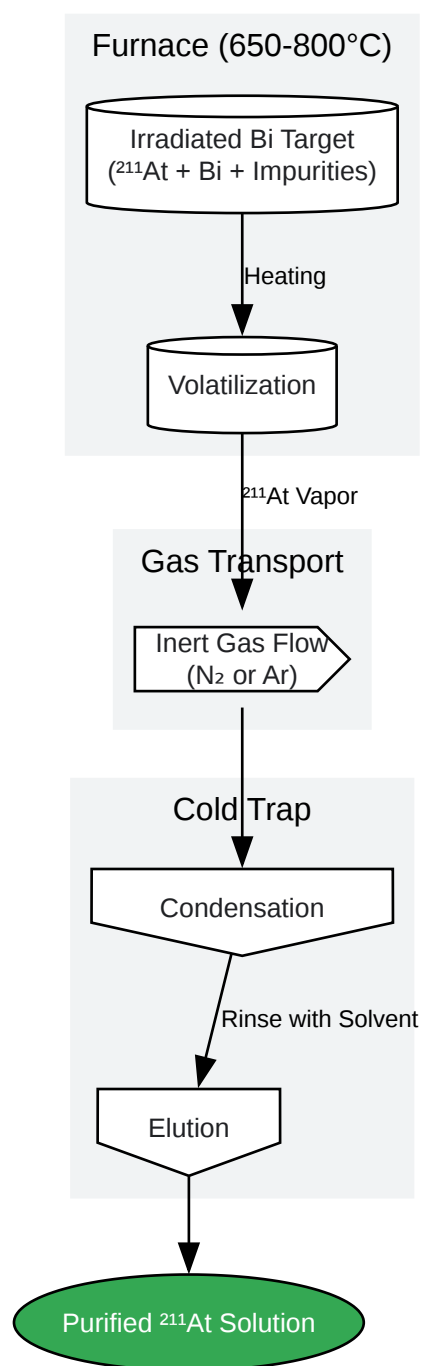 Furnace (650-800°C)
Irradiated Bi Target
(²¹¹At + Bi + Impurities)
Heating
Volatilization
²¹¹At Vapor
Gas Transport
Inert Gas Flow
(N₂ or Ar)
Cold Trap
Condensation
Rinse with Solvent
Elution
Purified ²¹¹At Solution